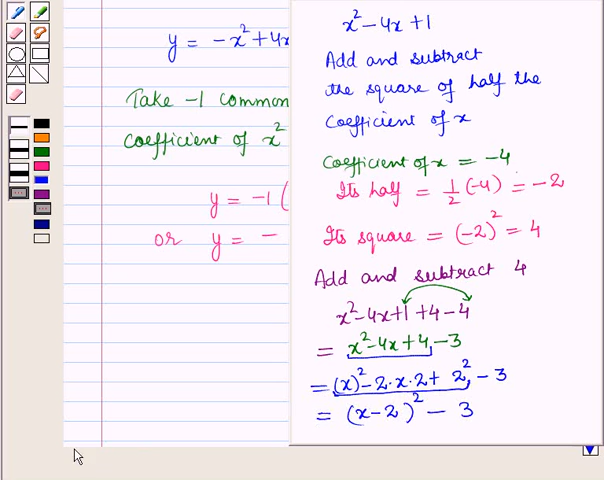 y = -x² + 4x
Take -1 common
coefficient of x²
y = -1 (
or y = -
x² - 4x + 1
Add and subtract
the square of half the
coefficient of x
Coefficient of x = -4
Its half = 1/2 (-4) = -2
Its square = (-2)² = 4
Add and subtract 4
x² - 4x + 1 + 4 - 4
= x² - 4x + 4 - 3
= (x)² - 2·x·2 + 2² - 3
= (x - 2)² - 3